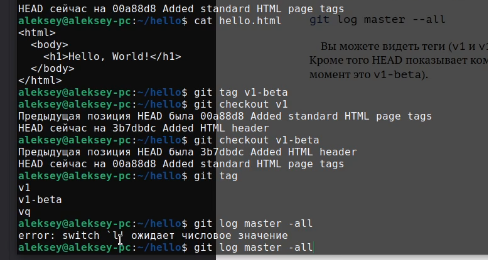 HEAD сейчас на 00a88d8 Added standard HTML page tags
aleksey@aleksey-pc:~/hello$ cat hello.html
<html>
<body>
<h1>Hello, World!</h1>
</body>
</html>
aleksey@aleksey-pc:~/hello$ git tag v1-beta
aleksey@aleksey-pc:~/hello$ git checkout v1
Предыдущая позиция HEAD была 00a88d8 Added standard HTML page tags
HEAD сейчас на 3b7dbdc Added HTML header
aleksey@aleksey-pc:~/hello$ git checkout v1-beta
Предыдущая позиция HEAD была 3b7dbdc Added HTML header
HEAD сейчас на 00a88d8 Added standard HTML page tags
aleksey@aleksey-pc:~/hello$ git tag
v1
v1-beta
vq
aleksey@aleksey-pc:~/hello$ git log master -all
error: switch `l' ожидает числовое значение
aleksey@aleksey-pc:~/hello$ git log master -all
git log master --all
Вы можете видеть теги (v1 и v
Кроме того HEAD показывает ком
момент это v1-beta).